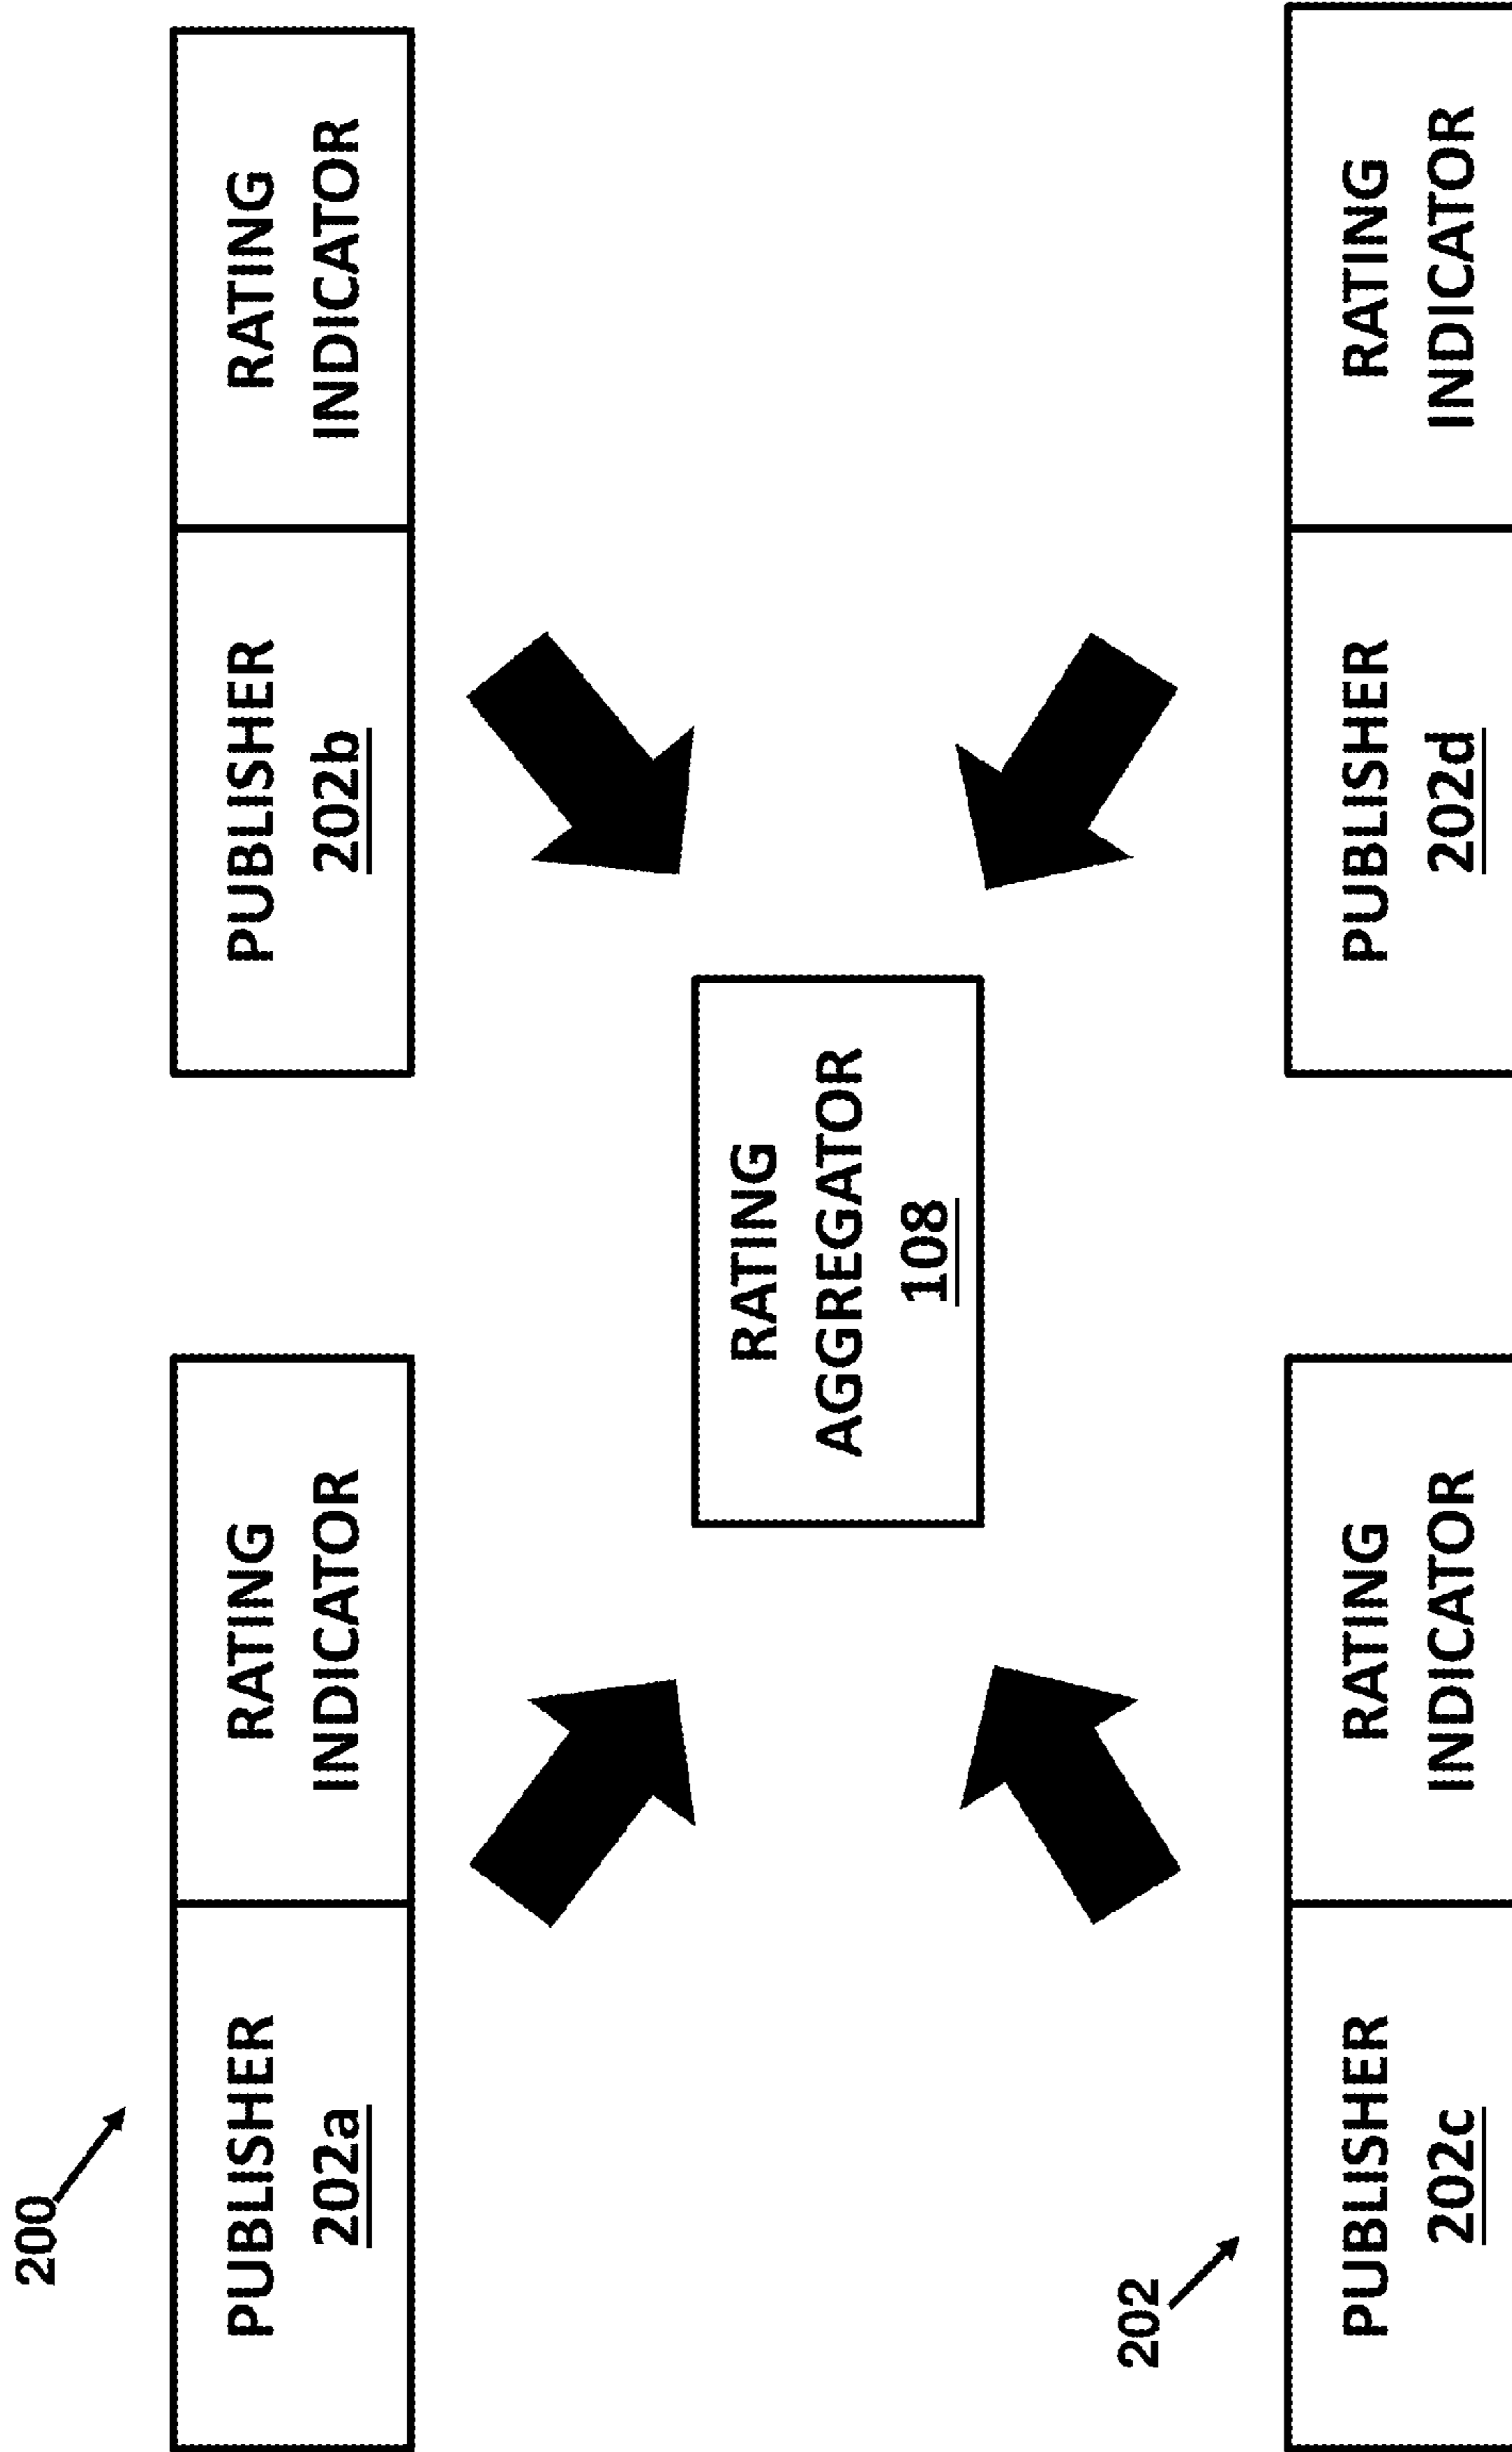 200
PUBLISHER
202a
RATING
INDICATOR
PUBLISHER
202b
RATING
INDICATOR
RATING
AGGREGATOR
108
202
PUBLISHER
202c
RATING
INDICATOR
PUBLISHER
202d
RATING
INDICATOR